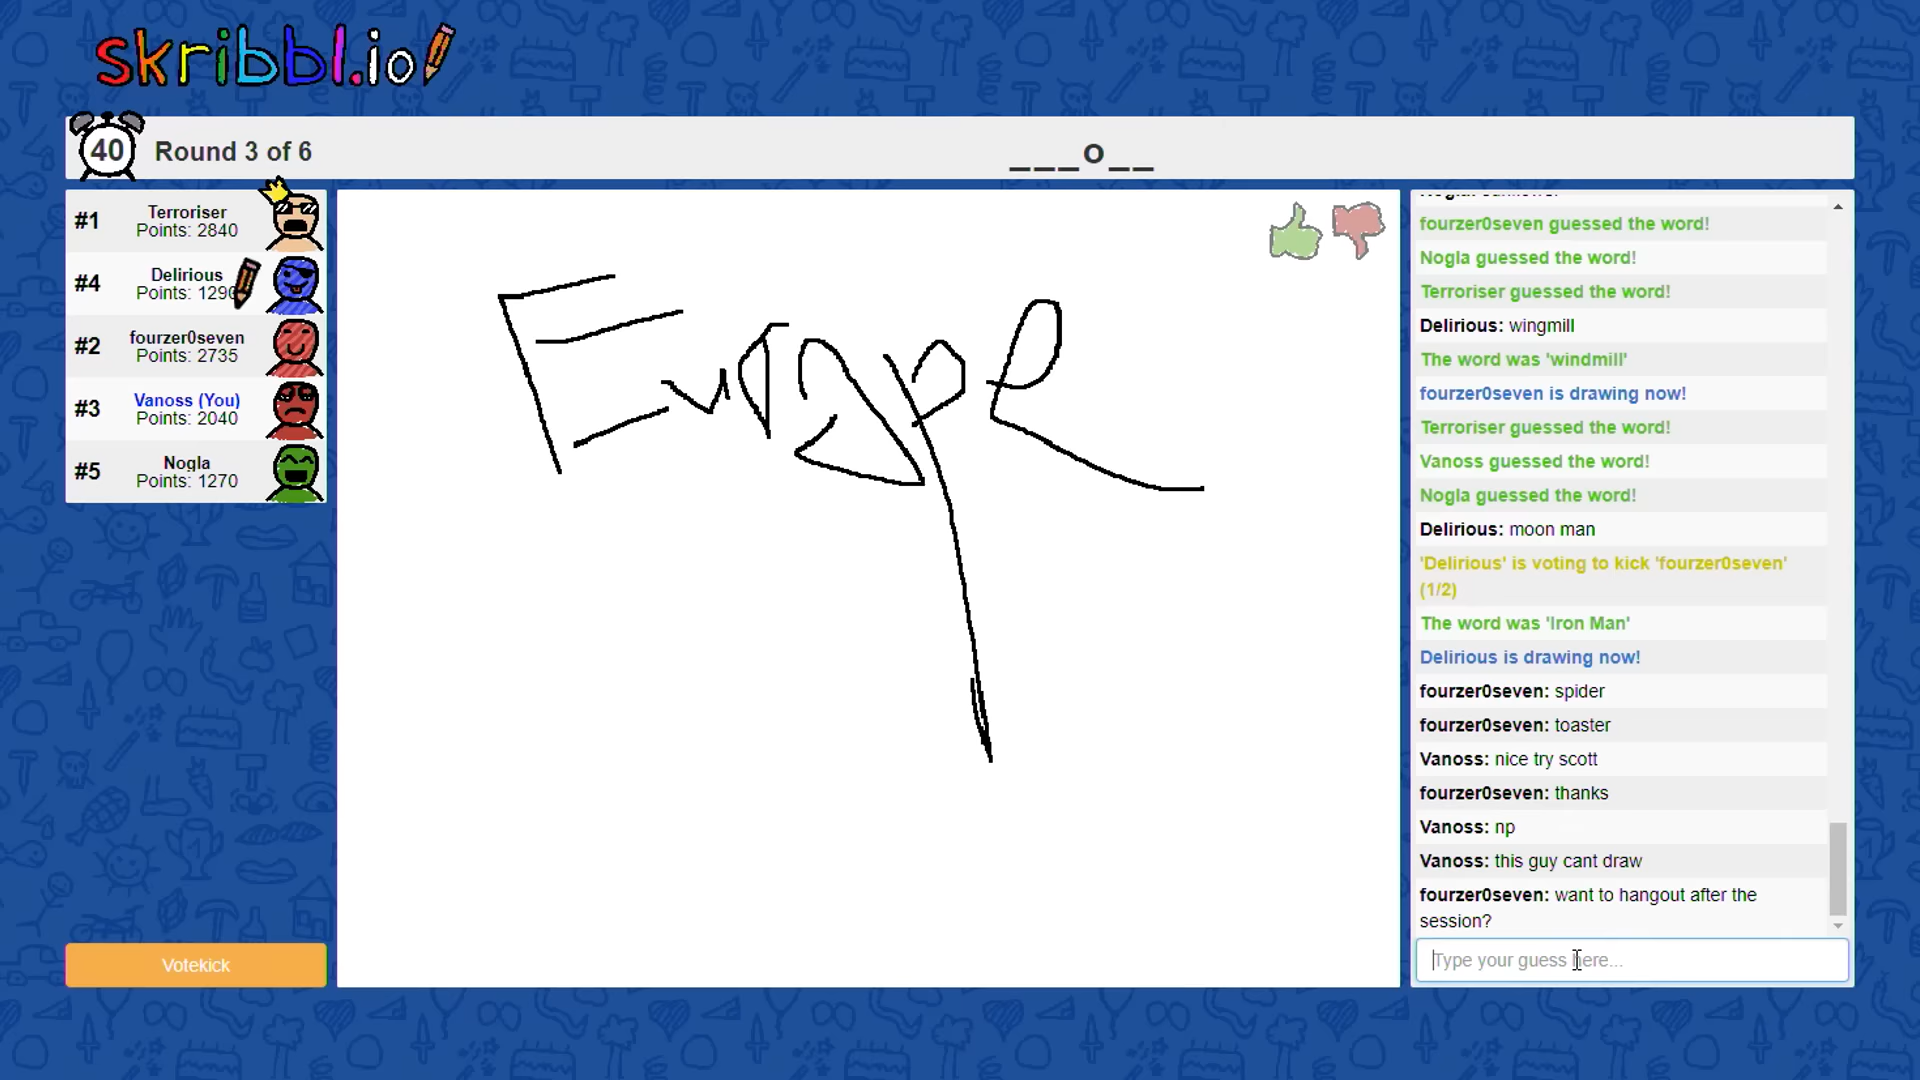 skribbl.io
40
Round 3 of 6
___o__
#1
Terroriser
Points: 2840
#4
Delirious
Points: 1290
#2
fourzer0seven
Points: 2735
#3
Vanoss (You)
Points: 2040
#5
Nogla
Points: 1270
Votekick
Europe
fourzer0seven guessed the word!
Nogla guessed the word!
Terroriser guessed the word!
Delirious: wingmill
The word was 'windmill'
fourzer0seven is drawing now!
Terroriser guessed the word!
Vanoss guessed the word!
Nogla guessed the word!
Delirious: moon man
'Delirious' is voting to kick 'fourzer0seven'
(1/2)
The word was 'Iron Man'
Delirious is drawing now!
fourzer0seven: spider
fourzer0seven: toaster
Vanoss: nice try scott
fourzer0seven: thanks
Vanoss: np
Vanoss: this guy cant draw
fourzer0seven: want to hangout after the
session?
Type your guess here...